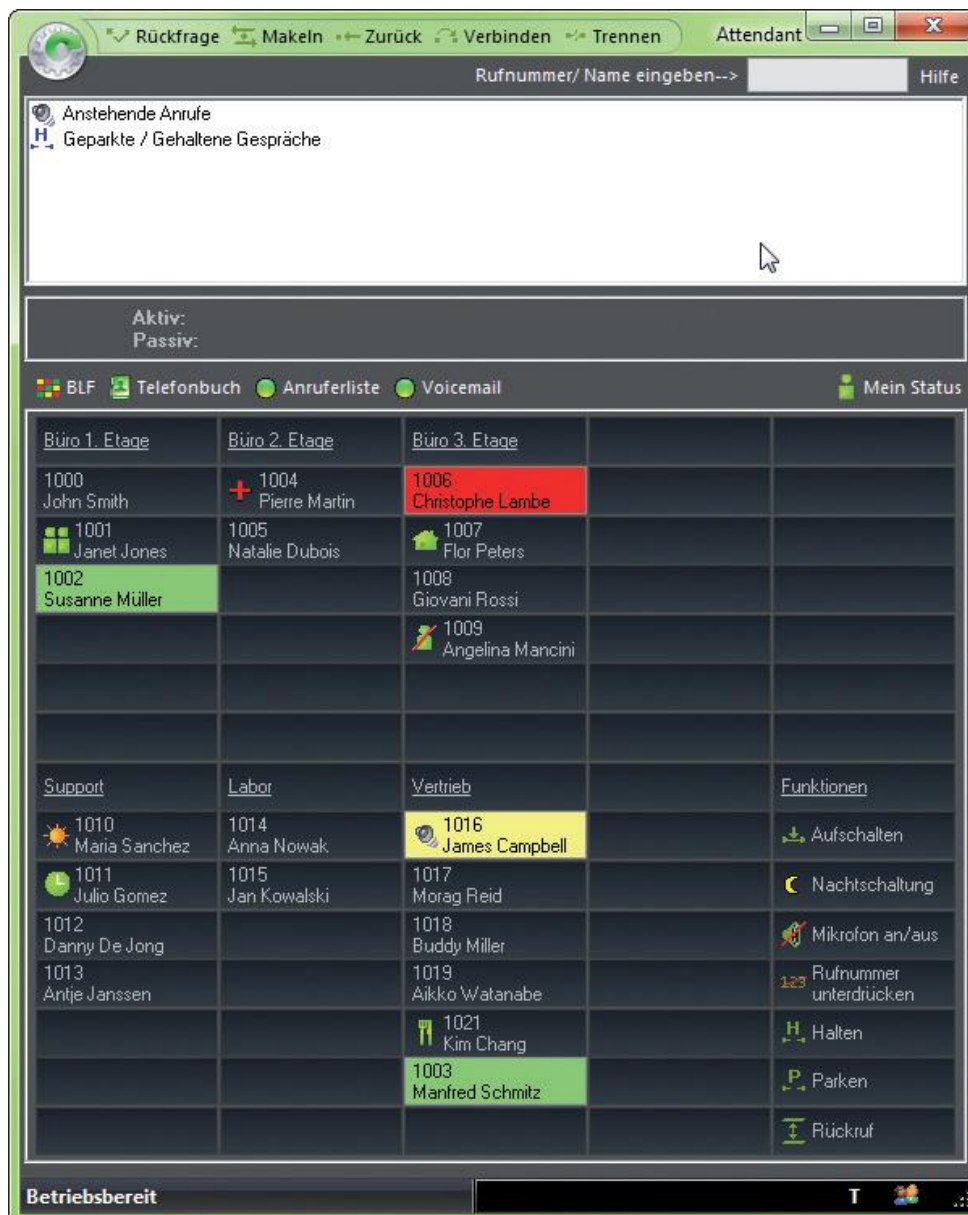 Rückfrage Makeln Zurück Verbinden Trennen Attendant
Rufnummer/ Name eingeben--> Hilfe
Anstehende Anrufe
H Geparkte / Gehaltene Gespräche
Aktiv:
Passiv:
BLF Telefonbuch Anruferliste Voicemail Mein Status
Büro 1. Etage Büro 2. Etage Büro 3. Etage
1000 1004 1006
John Smith Pierre Martin Christophe Lambe
1001 1005 1007
Janet Jones Natalie Dubois Flor Peters
1002 1008
Susanne Müller Giovani Rossi
1009
Angelina Mancini
Support Labor Vertrieb Funktionen
1010 1014 1016 Aufschalten
Maria Sanchez Anna Nowak James Campbell
1011 1015 1017 Nachtschaltung
Julio Gomez Jan Kowalski Morag Reid
1012 1018 Mikrofon an/aus
Danny De Jong Buddy Miller
1013 1019 123 Rufnummer
Antje Janssen Aikko Watanabe unterdrücken
1021 H Halten
Kim Chang
1003 P Parken
Manfred Schmitz
Rückruf
Betriebsbereit T